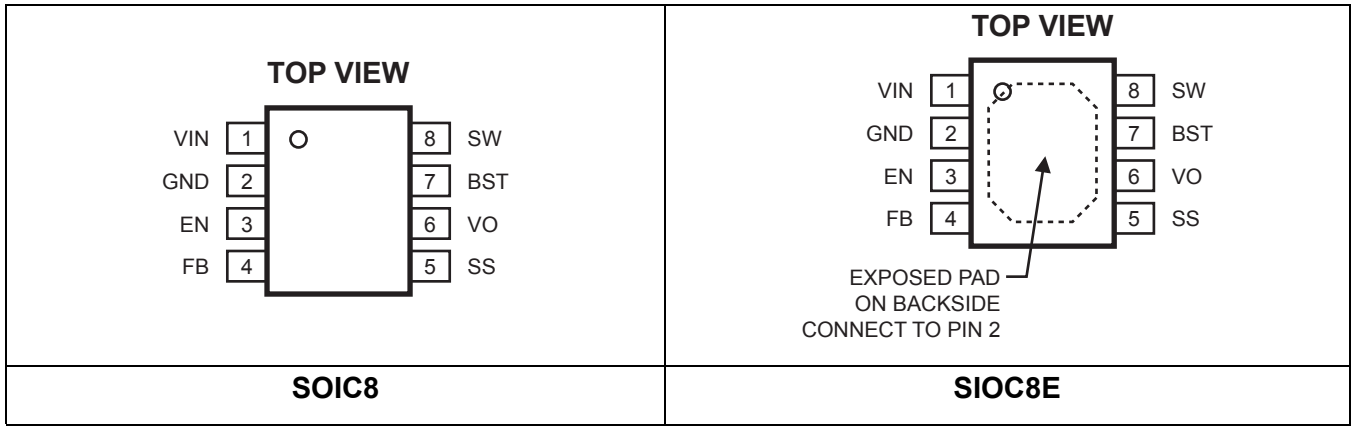 TOP VIEW
VIN 1 8 SW
GND 2 7 BST
EN 3 6 VO
FB 4 5 SS
SOIC8
TOP VIEW
VIN 1 8 SW
GND 2 7 BST
EN 3 6 VO
FB 4 5 SS
EXPOSED PAD
ON BACKSIDE
CONNECT TO PIN 2
SIOC8E